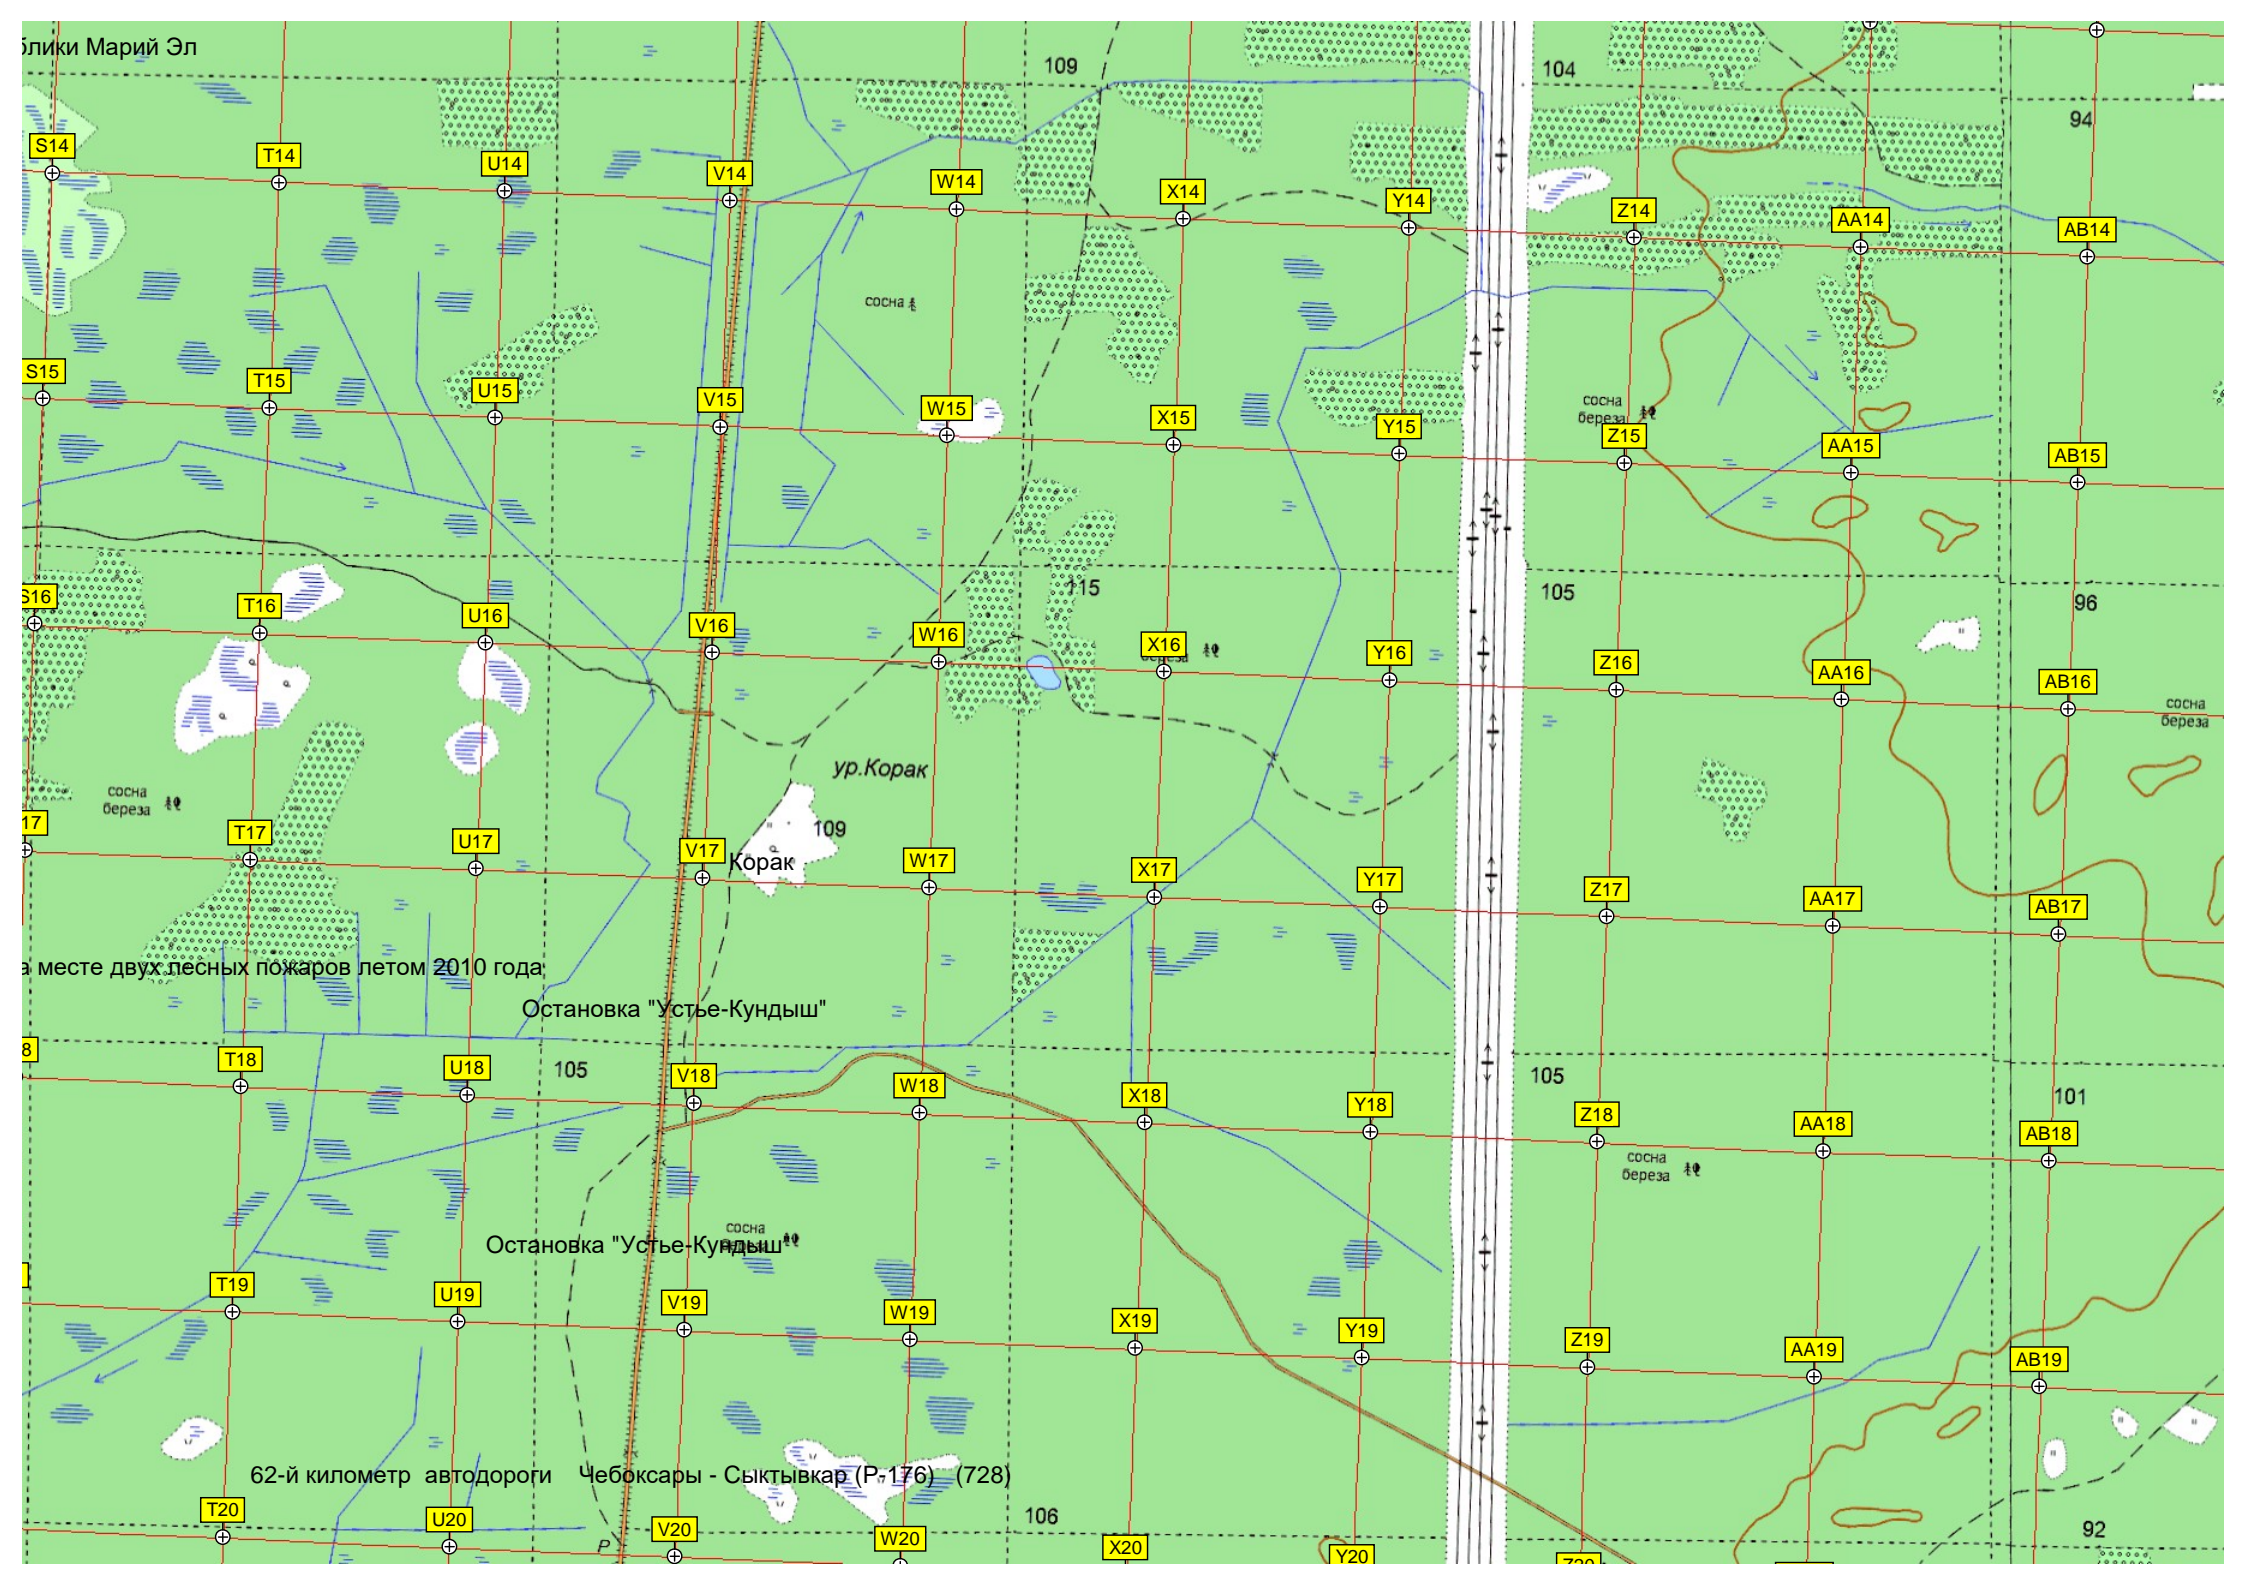 блики Марий Эл
109
104
94
S14
T14
U14
V14
W14
X14
Y14
Z14
AA14
AB14
сосна
S15
T15
U15
V15
W15
X15
Y15
сосна
береза
Z15
AA15
AB15
115
105
96
S16
T16
U16
V16
W16
X16
береза
Y16
Z16
AA16
AB16
сосна
береза
ур.Корак
сосна
береза
109
17
T17
U17
V17
Корак
W17
X17
Y17
Z17
AA17
AB17
а месте двух лесных пожаров летом 2010 года
Остановка "Устье-Кундыш"
8
T18
U18
105
V18
W18
X18
Y18
105
Z18
AA18
101
AB18
сосна
береза
сосна
береза
Остановка "Устье-Кундыш"
T19
U19
V19
W19
X19
Y19
Z19
AA19
AB19
62-й километр автодороги Чебоксары - Сыктывкар (Р-176) (728)
T20
U20
V20
W20
X20
Y20
Z20
106
92
Р